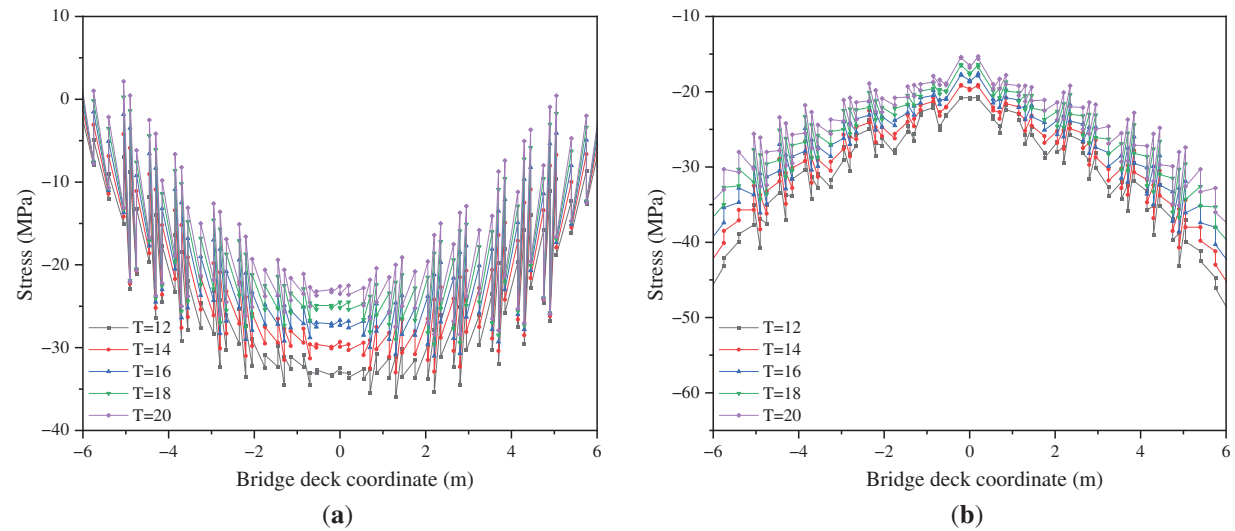 10
0
−10
−20
−30
−40
Stress (MPa)
T=12
T=14
T=16
T=18
T=20
−6 −4 −2 0 2 4 6
Bridge deck coordinate (m)
(a)
10
−10
−20
−30
−40
−50
−60
Stress (MPa)
T=12
T=14
T=16
T=18
T=20
−6 −4 −2 0 2 4 6
Bridge deck coordinate (m)
(b)